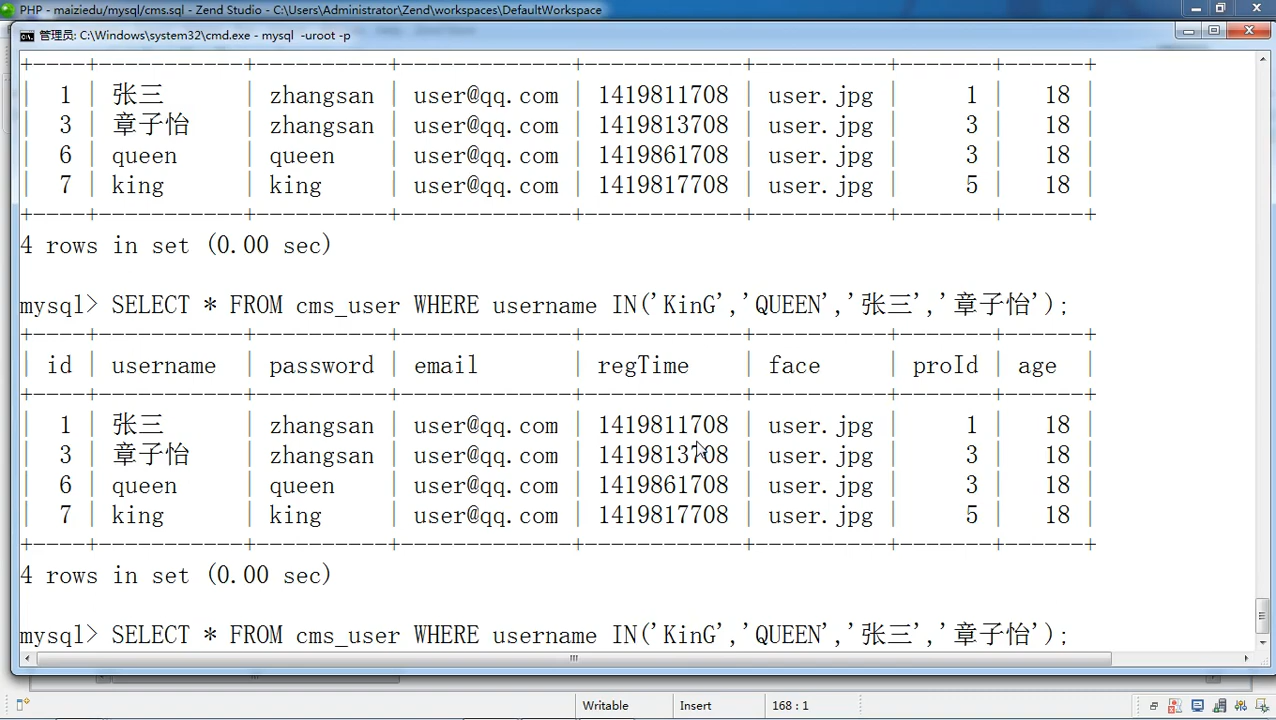 PHP - maiziedu/mysql/cms.sql - Zend Studio - C:\Users\Administrator\Zend\workspaces\DefaultWorkspace
管理员: C:\Windows\system32\cmd.exe - mysql  -uroot -p
+----+------------+-----------+--------------+-------------+-----------+--------+------+
| 1 | 张三 | zhangsan | user@qq.com | 1419811708 | user.jpg | 1 | 18 |
| 3 | 章子怡 | zhangsan | user@qq.com | 1419813708 | user.jpg | 3 | 18 |
| 6 | queen | queen | user@qq.com | 1419861708 | user.jpg | 3 | 18 |
| 7 | king | king | user@qq.com | 1419817708 | user.jpg | 5 | 18 |
+----+------------+-----------+--------------+-------------+-----------+--------+------+
4 rows in set (0.00 sec)
mysql> SELECT * FROM cms_user WHERE username IN('KinG','QUEEN','张三','章子怡');
+----+------------+-----------+--------------+-------------+-----------+--------+------+
| id | username | password | email | regTime | face | proId | age |
+----+------------+-----------+--------------+-------------+-----------+--------+------+
| 1 | 张三 | zhangsan | user@qq.com | 1419811708 | user.jpg | 1 | 18 |
| 3 | 章子怡 | zhangsan | user@qq.com | 1419813708 | user.jpg | 3 | 18 |
| 6 | queen | queen | user@qq.com | 1419861708 | user.jpg | 3 | 18 |
| 7 | king | king | user@qq.com | 1419817708 | user.jpg | 5 | 18 |
+----+------------+-----------+--------------+-------------+-----------+--------+------+
4 rows in set (0.00 sec)
mysql> SELECT * FROM cms_user WHERE username IN('KinG','QUEEN','张三','章子怡');
Writable Insert 168 : 1